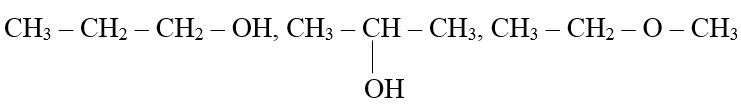 CH₃ – CH₂ – CH₂ – OH, CH₃ – CH – CH₃, CH₃ – CH₂ – O – CH₃
OH